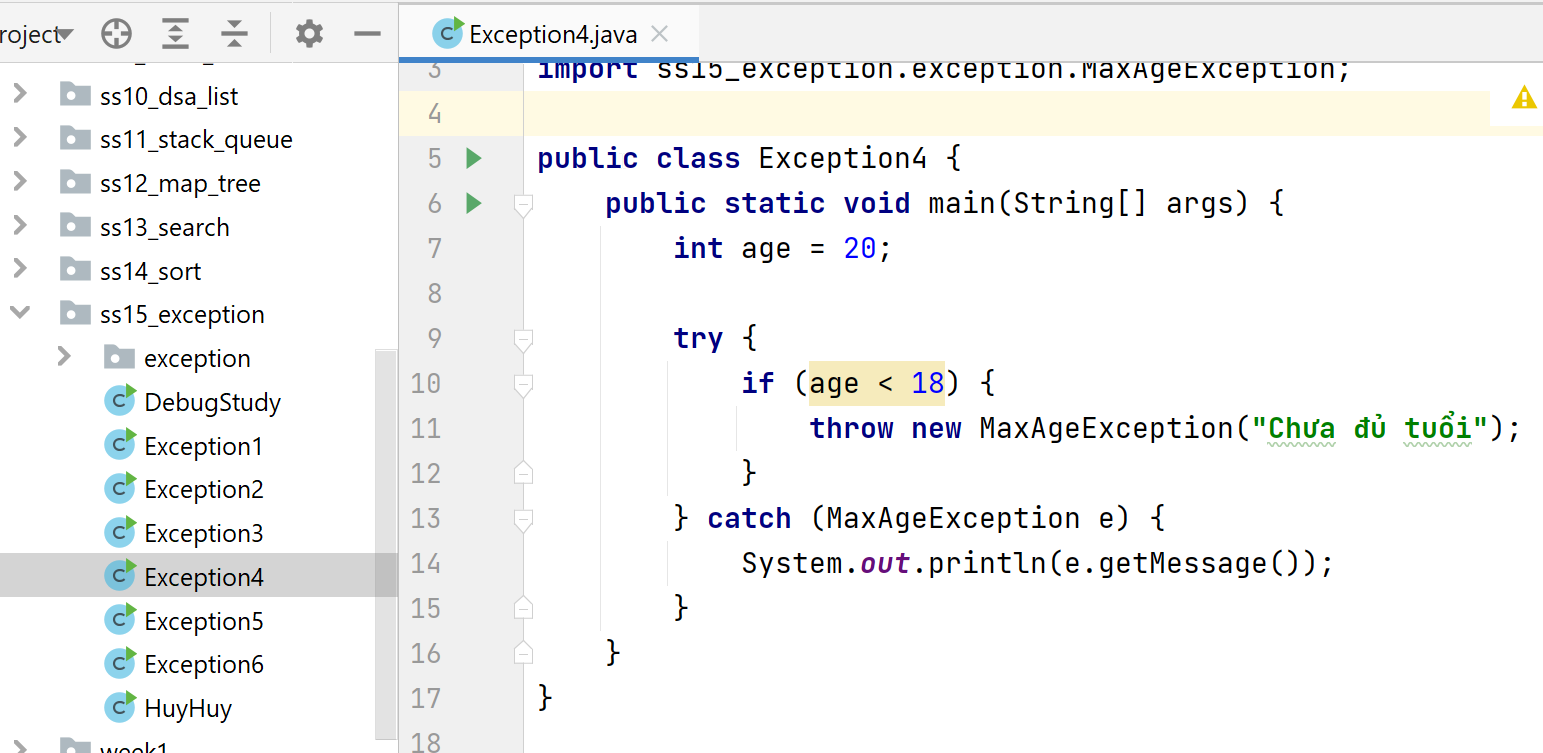 roject
ss10_dsa_list
ss11_stack_queue
ss12_map_tree
ss13_search
ss14_sort
ss15_exception
exception
DebugStudy
Exception1
Exception2
Exception3
Exception4
Exception5
Exception6
HuyHuy
week1
Exception4.java
3 import ss15_exception.exception.MaxAgeException;
4
5 public class Exception4 {
6 public static void main(String[] args) {
7 int age = 20;
8
9 try {
10 if (age < 18) {
11 throw new MaxAgeException("Chưa đủ tuổi");
12 }
13 } catch (MaxAgeException e) {
14 System.out.println(e.getMessage());
15 }
16 }
17 }
18